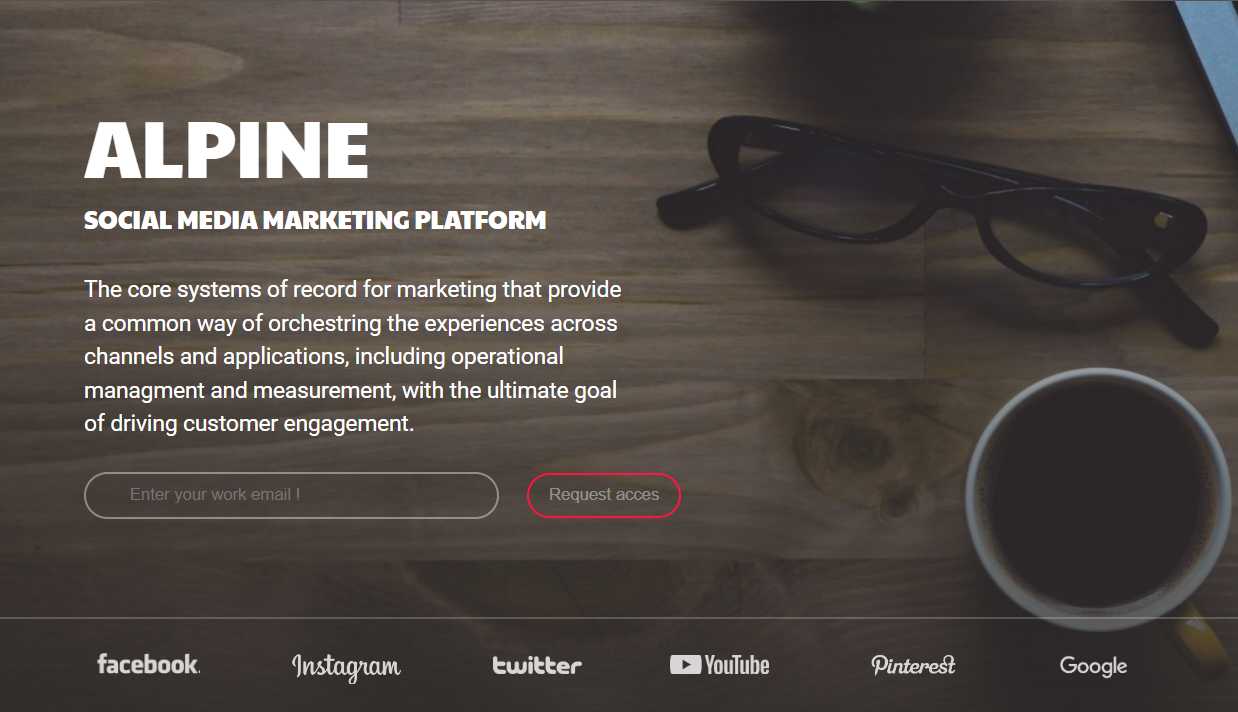 ALPINE
SOCIAL MEDIA MARKETING PLATFORM
The core systems of record for marketing that provide
a common way of orchestring the experiences across
channels and applications, including operational
managment and measurement, with the ultimate goal
of driving customer engagement.
Enter your work email ! Request acces
facebook. Instagram twitter YouTube Pinterest Google